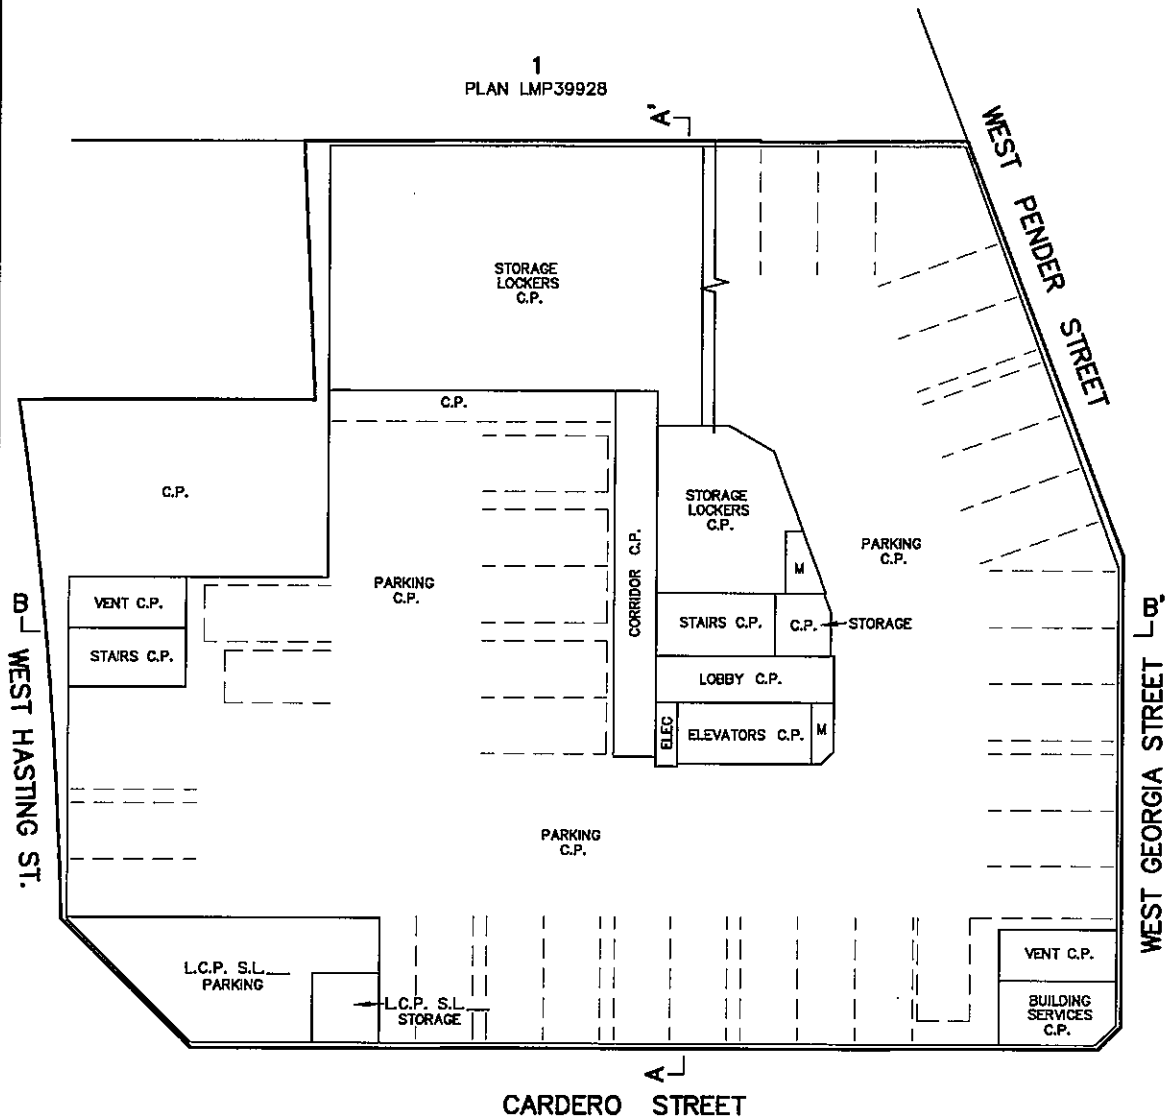 1
PLAN LMP39928
A'
WEST PENDER STREET
STORAGE
LOCKERS
C.P.
C.P.
C.P.
STORAGE
LOCKERS
C.P.
CORRIDOR C.P.
PARKING
C.P.
M
PARKING
C.P.
VENT C.P.
STAIRS C.P.
B
WEST HASTING ST.
STAIRS C.P.
C.P.
STORAGE
B'
WEST GEORGIA STREET
LOBBY C.P.
ELEC
ELEVATORS C.P.
M
PARKING
C.P.
L.C.P. S.L.
PARKING
L.C.P. S.L.
STORAGE
VENT C.P.
BUILDING
SERVICES
C.P.
A
CARDERO STREET